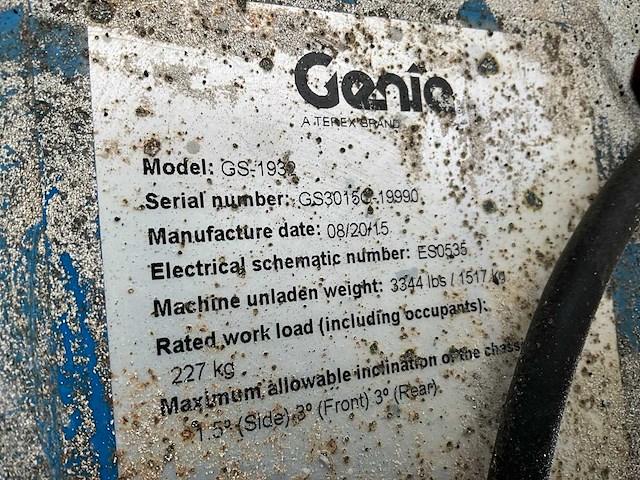 Genie
A TEREX BRAND
Model: GS-1932
Serial number: GS3015C-19990
Manufacture date: 08/20/15
Electrical schematic number: ES0535
Machine unladen weight: 3344 lbs / 1517 kg
Rated work load (including occupants):
227 kg
Maximum allowable inclination of the chass
1.5° (Side) 3° (Front) 3° (Rear)